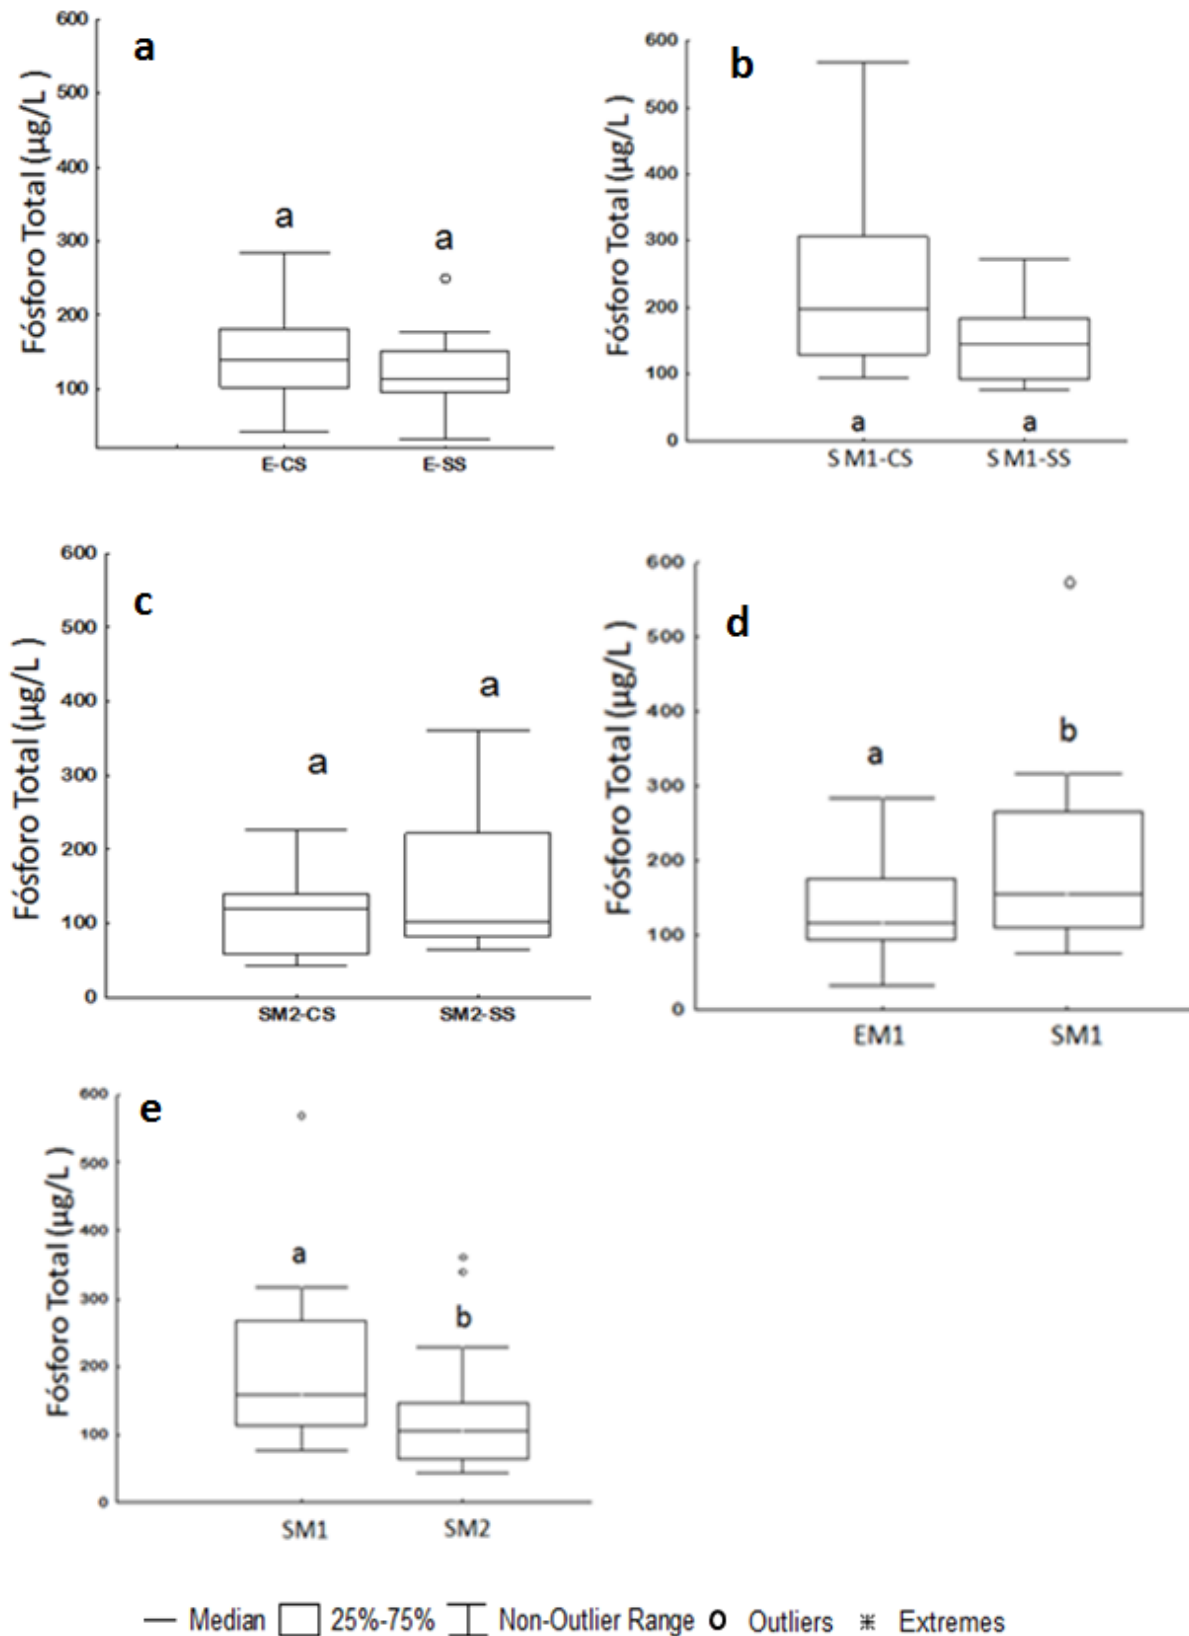 a
Fósforo Total (µg/L )
600
500
400
300
200
100
a
a
E-CS
E-SS
b
Fósforo Total (µg/L )
600
500
400
300
200
100
0
a
a
S M1-CS
S M1-SS
c
Fósforo Total (µg/L )
600
500
400
300
200
100
0
a
a
SM2-CS
SM2-SS
d
Fósforo Total (µg/L )
600
500
400
300
200
100
0
a
b
EM1
SM1
e
Fósforo Total (µg/L )
600
500
400
300
200
100
0
a
b
SM1
SM2
Median 25%-75% Non-Outlier Range Outliers Extremes